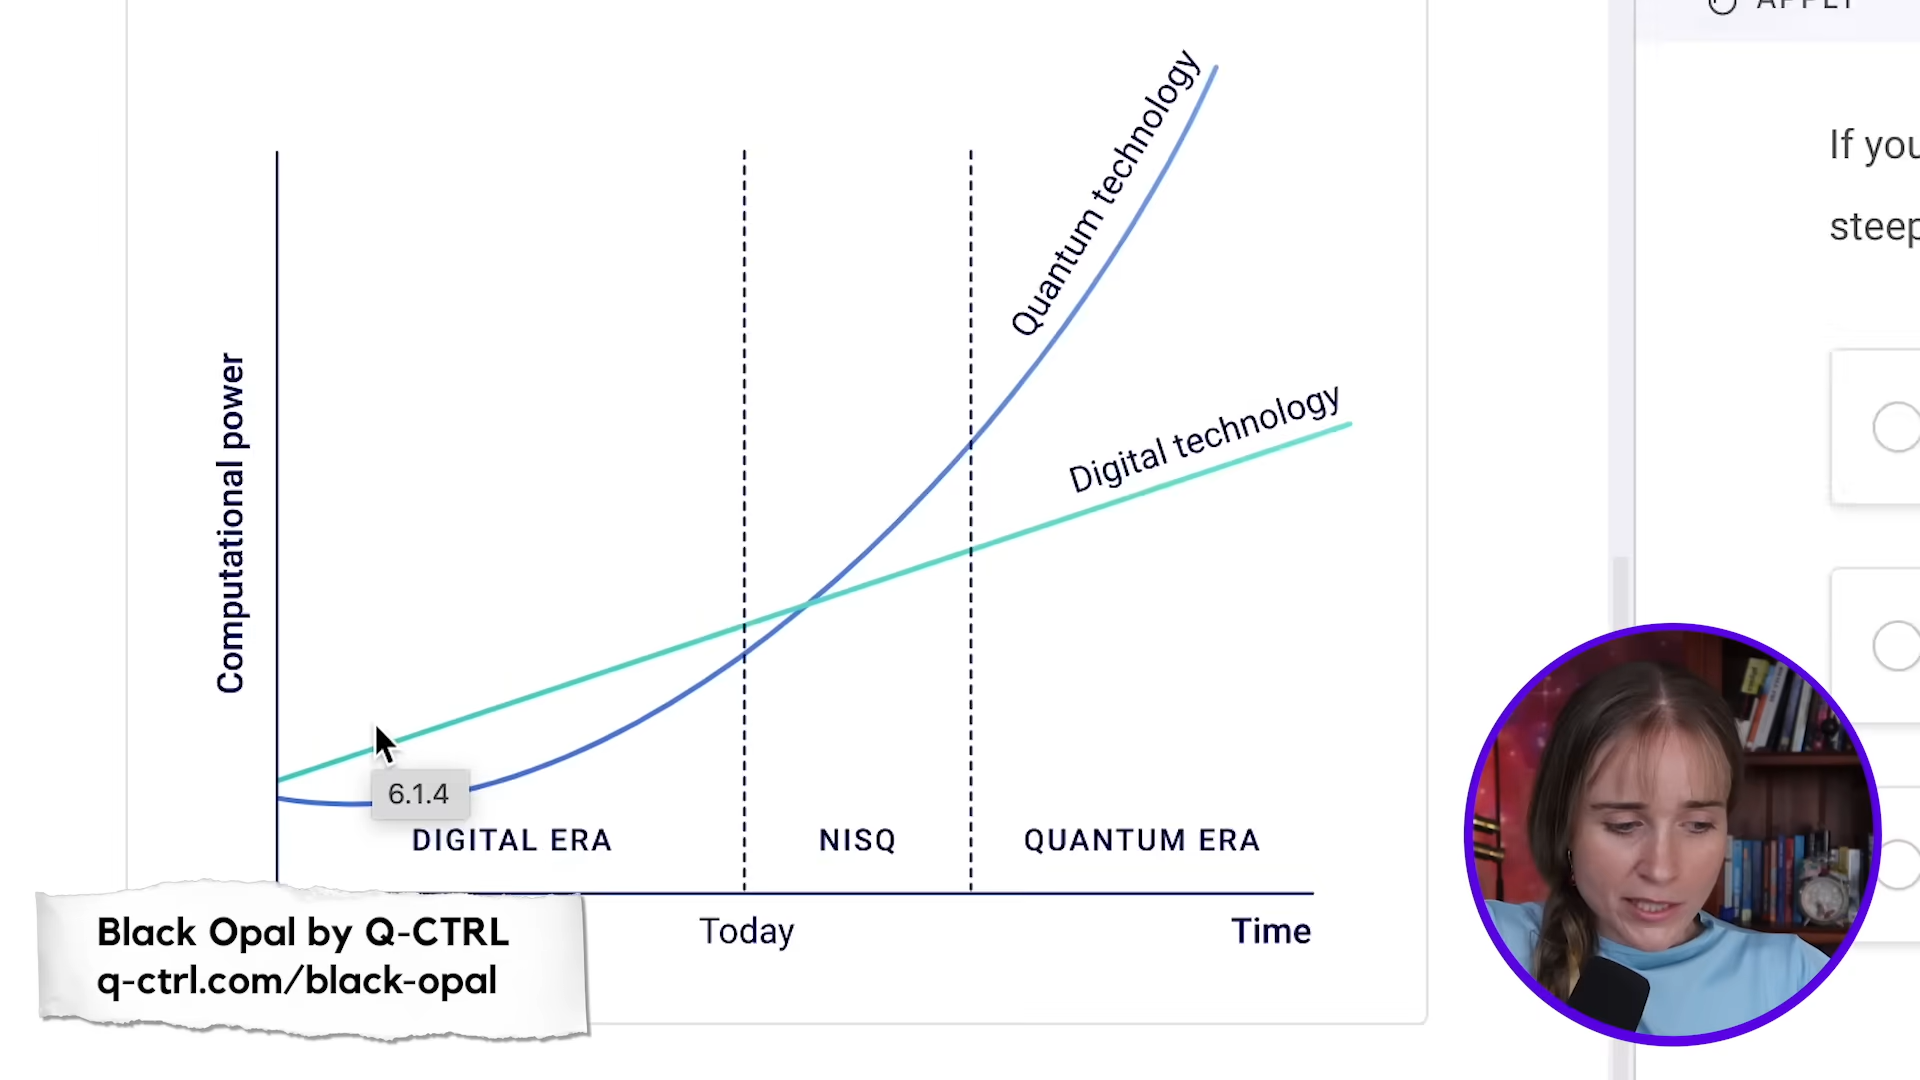 APPLY
If you
steep
Quantum technology
Digital technology
Computational power
6.1.4
DIGITAL ERA
NISQ
QUANTUM ERA
Today
Time
Black Opal by Q-CTRL
q-ctrl.com/black-opal